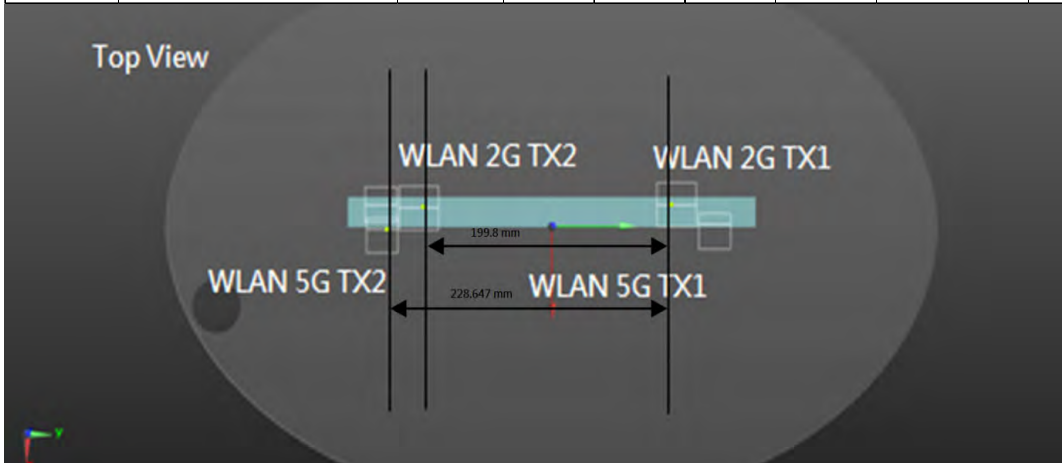 Top View
WLAN 2G TX2
WLAN 2G TX1
199.8 mm
WLAN 5G TX2
WLAN 5G TX1
228.647 mm
Y